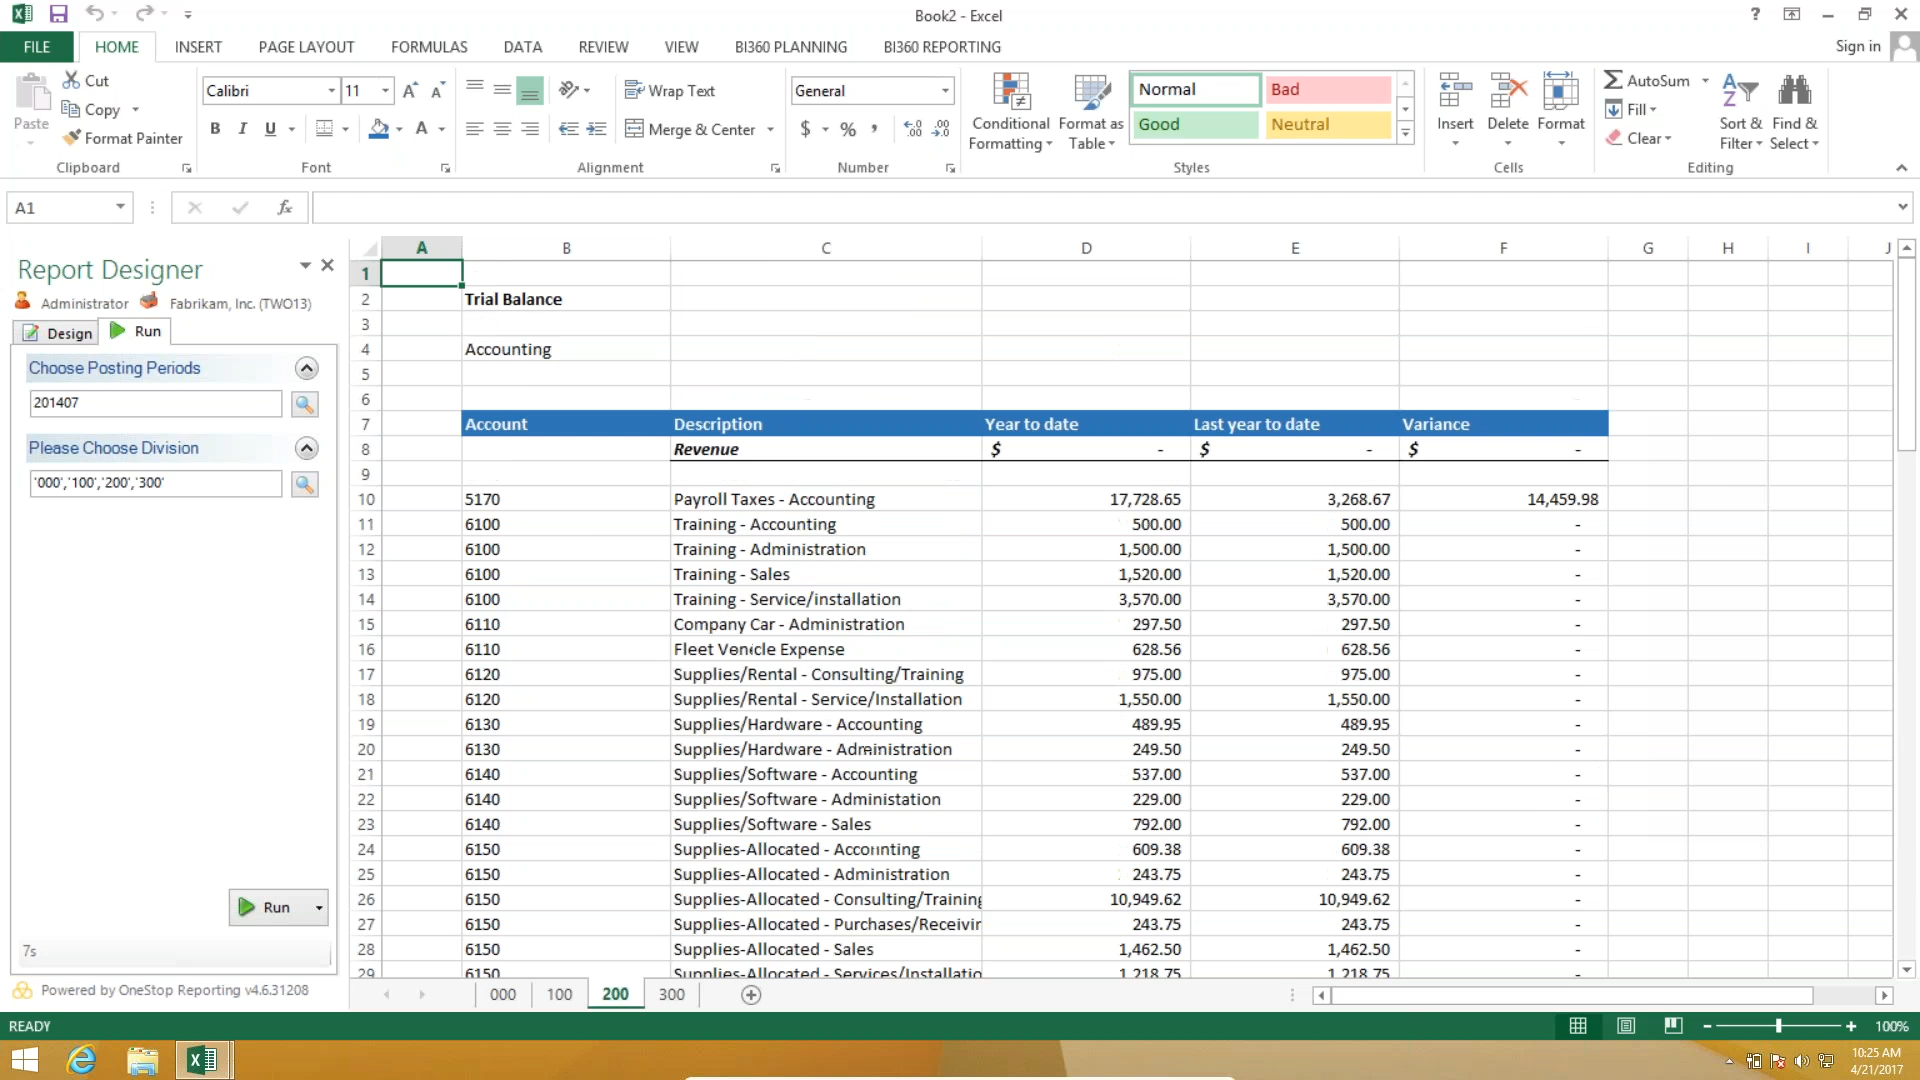 Book2 - Excel
?
FILE HOME INSERT PAGE LAYOUT FORMULAS DATA REVIEW VIEW BI360 PLANNING BI360 REPORTING Sign in
Paste
Cut
Copy
Format Painter
Clipboard
Calibri 11
B I U A
Font
Wrap Text
Merge & Center
Alignment
General
$ % ,
Number
Conditional Formatting
Format as Table
Normal Bad
Good Neutral
Styles
Insert Delete Format
Cells
AutoSum
Fill
Clear
Sort & Filter
Find & Select
Editing
A1 fx
Report Designer
Administrator Fabrikam, Inc. (TWO13)
Design Run
Choose Posting Periods
201407
Please Choose Division
'000','100','200','300'
Run
7s
Powered by OneStop Reporting v4.6.31208
A B C D E F G H I J
1
2 Trial Balance
3
4 Accounting
5
6
7 Account Description Year to date Last year to date Variance
8 Revenue $ - $ - $ -
9
10 5170 Payroll Taxes - Accounting 17,728.65 3,268.67 14,459.98
11 6100 Training - Accounting 500.00 500.00 -
12 6100 Training - Administration 1,500.00 1,500.00 -
13 6100 Training - Sales 1,520.00 1,520.00 -
14 6100 Training - Service/installation 3,570.00 3,570.00 -
15 6110 Company Car - Administration 297.50 297.50 -
16 6110 Fleet Vehicle Expense 628.56 628.56 -
17 6120 Supplies/Rental - Consulting/Training 975.00 975.00 -
18 6120 Supplies/Rental - Service/Installation 1,550.00 1,550.00 -
19 6130 Supplies/Hardware - Accounting 489.95 489.95 -
20 6130 Supplies/Hardware - Administration 249.50 249.50 -
21 6140 Supplies/Software - Accounting 537.00 537.00 -
22 6140 Supplies/Software - Administation 229.00 229.00 -
23 6140 Supplies/Software - Sales 792.00 792.00 -
24 6150 Supplies-Allocated - Accounting 609.38 609.38 -
25 6150 Supplies-Allocated - Administration 243.75 243.75 -
26 6150 Supplies-Allocated - Consulting/Training 10,949.62 10,949.62 -
27 6150 Supplies-Allocated - Purchases/Receivir 243.75 243.75 -
28 6150 Supplies-Allocated - Sales 1,462.50 1,462.50 -
29 6150 Supplies-Allocated - Services/Installatio 1,218.75 1,218.75 -
000 100 200 300
READY 100%
10:25 AM
4/21/2017